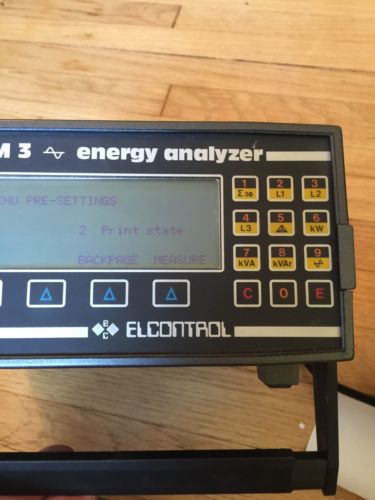 M 3 energy analyzer
ENU PRE-SETTINGS
2 Print state
BACKPAGE MEASURE
1 2 3
Σ L1 L2
4 5 6
L3 kW
7 8 9
kVA kVAr
C 0 E
e c ELCONTROL